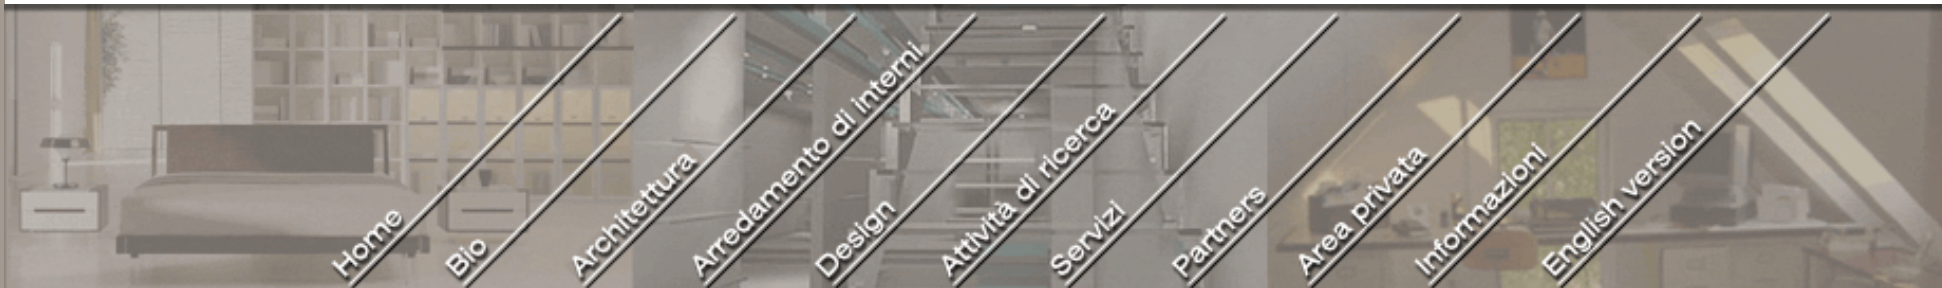 Home
Bio
Architettura
Arredamento di interni
Design
Attività di ricerca
Servizi
Partners
Area privata
Informazioni
English version